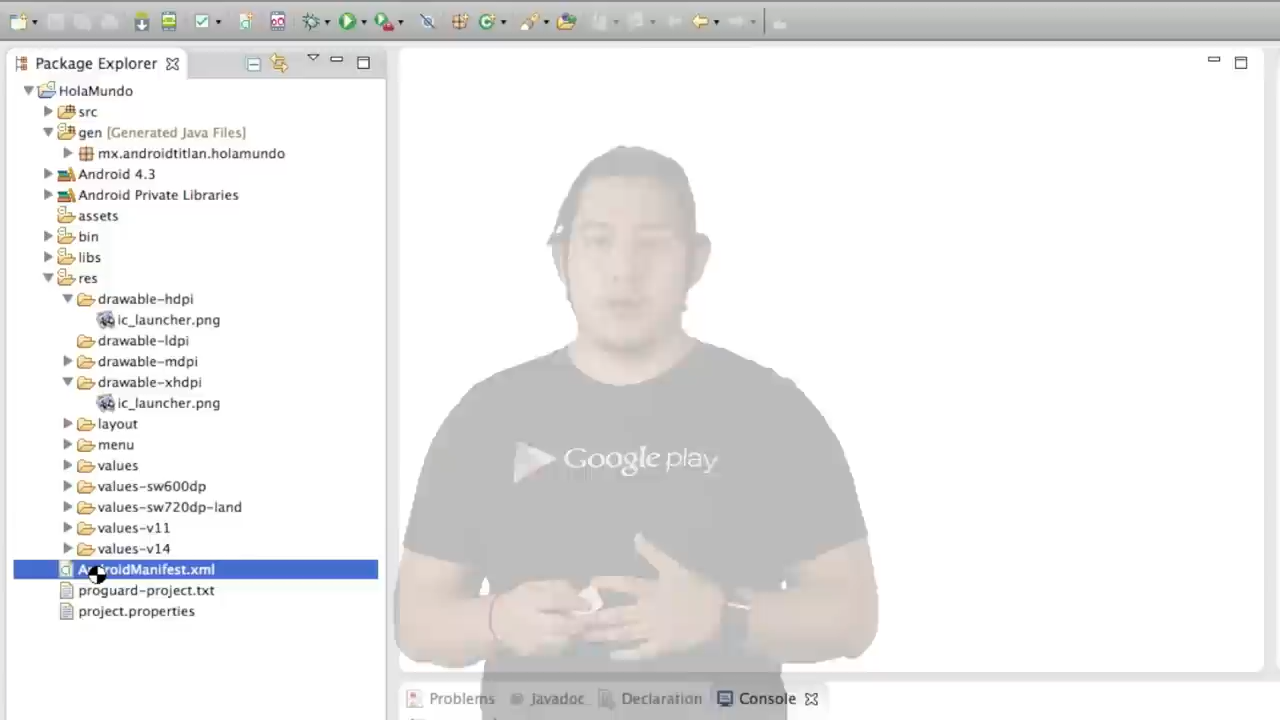 Package Explorer
HolaMundo
src
gen [Generated Java Files]
mx.androidtitlan.holamundo
Android 4.3
Android Private Libraries
assets
bin
libs
res
drawable-hdpi
ic_launcher.png
drawable-ldpi
drawable-mdpi
drawable-xhdpi
ic_launcher.png
layout
menu
values
values-sw600dp
values-sw720dp-land
values-v11
values-v14
AndroidManifest.xml
proguard-project.txt
project.properties
Google play
Problems Javadoc Declaration Console